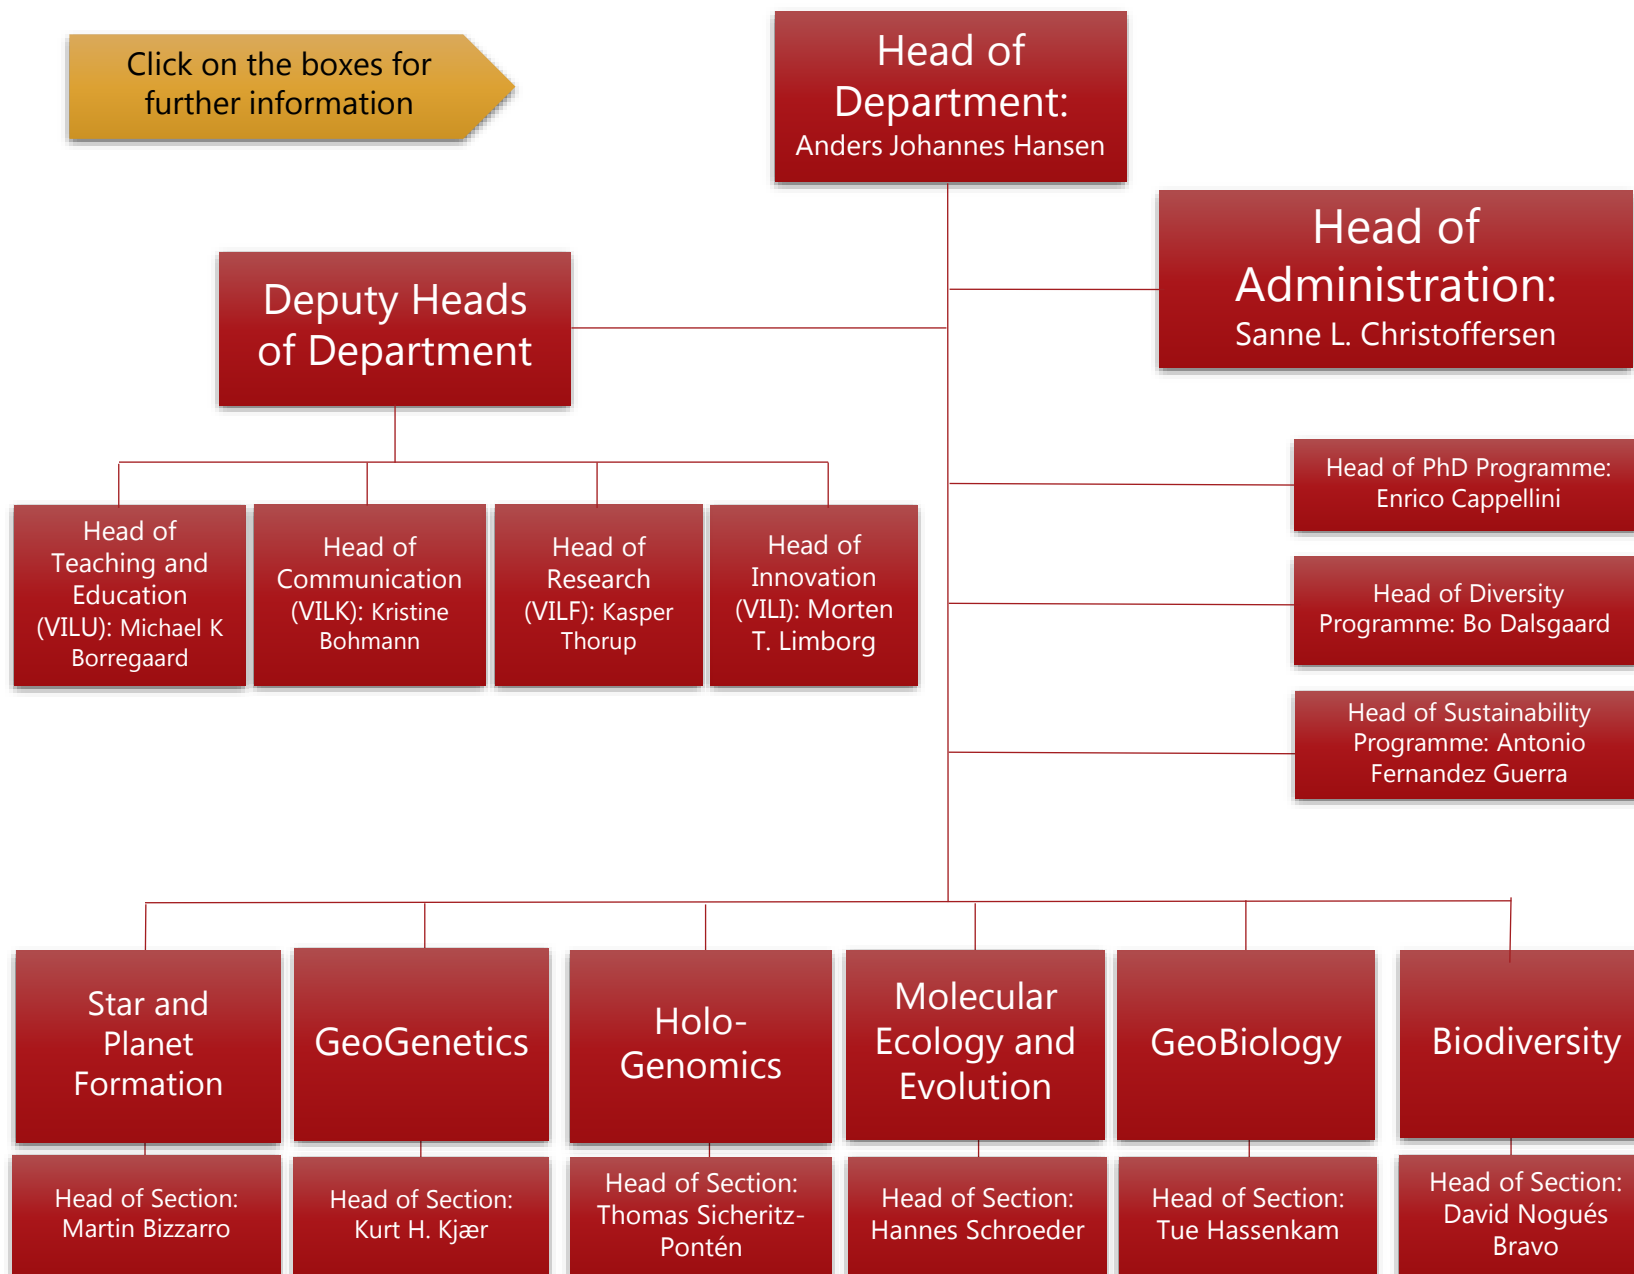 Click on the boxes for
further information
Head of
Department:
Anders Johannes Hansen
Head of
Administration:
Sanne L. Christoffersen
Deputy Heads
of Department
Head of PhD Programme:
Enrico Cappellini
Head of
Teaching and
Education
(VILU): Michael K
Borregaard
Head of
Communication
(VILK): Kristine
Bohmann
Head of
Research
(VILF): Kasper
Thorup
Head of
Innovation
(VILI): Morten
T. Limborg
Head of Diversity
Programme: Bo Dalsgaard
Head of Sustainability
Programme: Antonio
Fernandez Guerra
Star and
Planet
Formation
GeoGenetics
Holo-
Genomics
Molecular
Ecology and
Evolution
GeoBiology
Biodiversity
Head of Section:
Martin Bizzarro
Head of Section:
Kurt H. Kjær
Head of Section:
Thomas Sicheritz-
Pontén
Head of Section:
Hannes Schroeder
Head of Section:
Tue Hassenkam
Head of Section:
David Nogués
Bravo